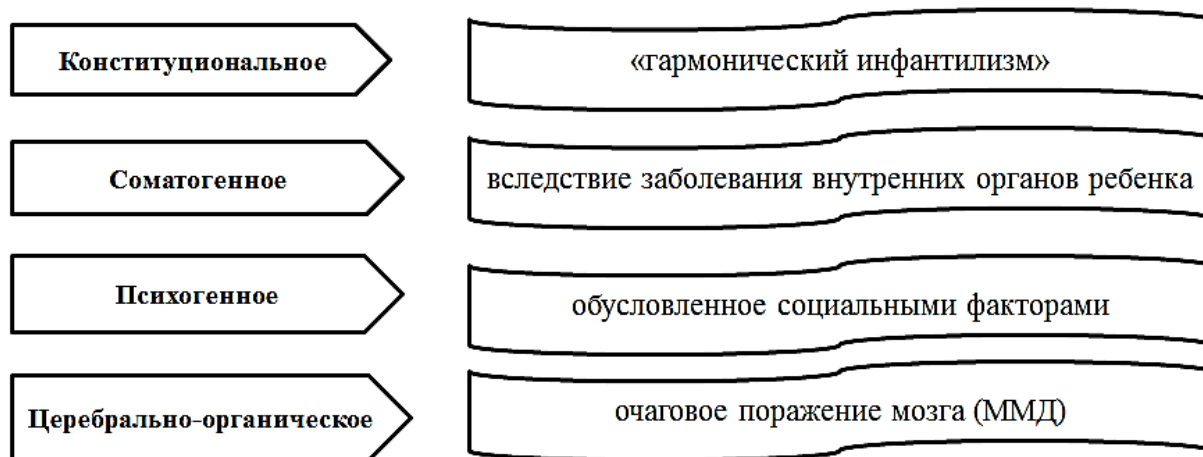 Конституциональное
«гармонический инфантилизм»
Соматогенное
вследствие заболевания внутренних органов ребенка
Психогенное
обусловленное социальными факторами
Церебрально-органическое
очаговое поражение мозга (ММД)